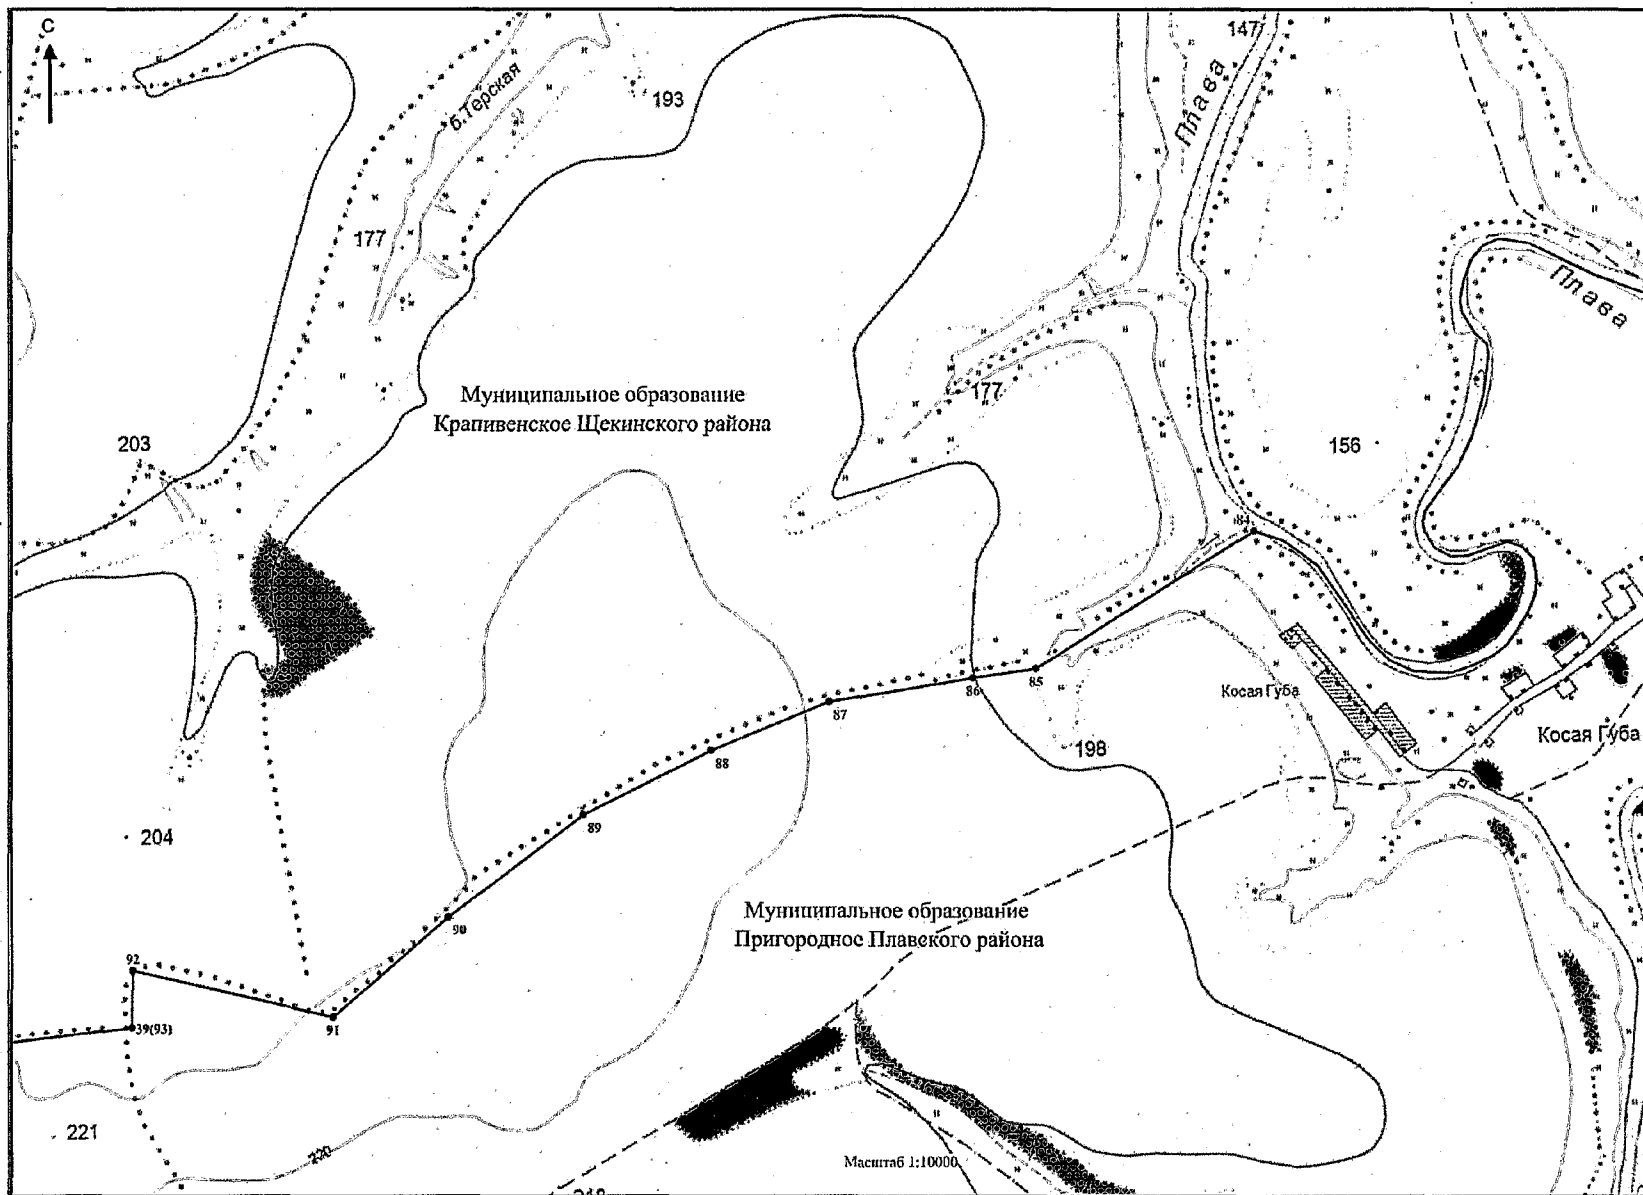 С
147
б.Терская
193
Плава
177
Плава
Муниципальное образование
Крапивенское Щекинского района
177
203
156
84
85
86
Косая Губа
87
198
Косая Губа
88
89
204
Муниципальное образование
Пригородное Плавского района
90
92
39(93)
91
221
220
Масштаб 1:10000
218